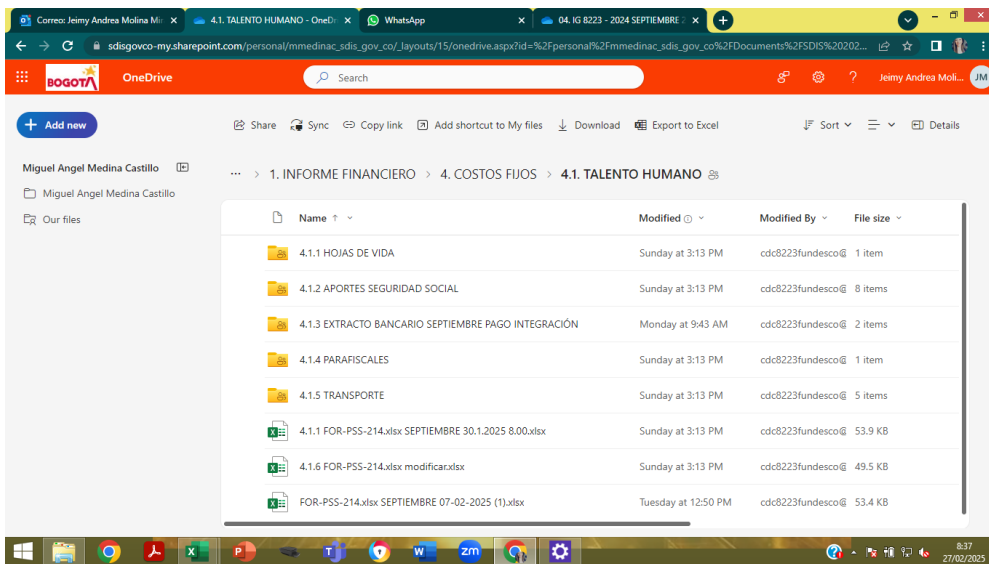 Correo: Jeimy Andrea Molina Mir
4.1. TALENTO HUMANO - OneDr
WhatsApp
04. IG 8223 - 2024 SEPTIEMBRE 2
sdisgovco-my.sharepoint.com/personal/mmedinac_sdis_gov_co/_layouts/15/onedrive.aspx?id=%2Fpersonal%2Fmmedinac_sdis_gov_co%2FDocuments%2FSDIS%20202...
BOGOTÁ OneDrive Search Jeimy Andrea Moli... JM
+ Add new Share Sync Copy link Add shortcut to My files Download Export to Excel Sort Details
Miguel Angel Medina Castillo
Miguel Angel Medina Castillo
Our files
... > 1. INFORME FINANCIERO > 4. COSTOS FIJOS > 4.1. TALENTO HUMANO
Name Modified Modified By File size
4.1.1 HOJAS DE VIDA Sunday at 3:13 PM cdc8223fundesco@ 1 item
4.1.2 APORTES SEGURIDAD SOCIAL Sunday at 3:13 PM cdc8223fundesco@ 8 items
4.1.3 EXTRACTO BANCARIO SEPTIEMBRE PAGO INTEGRACIÓN Monday at 9:43 AM cdc8223fundesco@ 2 items
4.1.4 PARAFISCALES Sunday at 3:13 PM cdc8223fundesco@ 1 item
4.1.5 TRANSPORTE Sunday at 3:13 PM cdc8223fundesco@ 5 items
4.1.1 FOR-PSS-214.xlsx SEPTIEMBRE 30.1.2025 8.00.xlsx Sunday at 3:13 PM cdc8223fundesco@ 53.9 KB
4.1.6 FOR-PSS-214.xlsx modificar.xlsx Sunday at 3:13 PM cdc8223fundesco@ 49.5 KB
FOR-PSS-214.xlsx SEPTIEMBRE 07-02-2025 (1).xlsx Tuesday at 12:50 PM cdc8223fundesco@ 53.4 KB
zm
8:37
27/02/2025